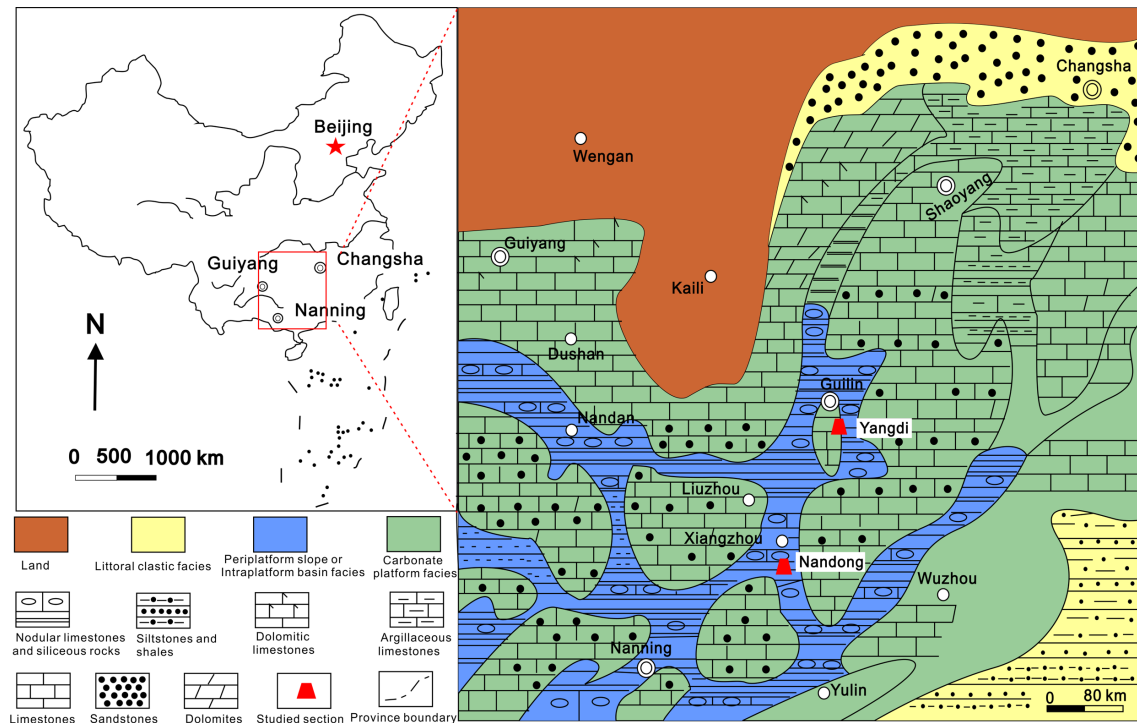 Beijing
Guiyang
Changsha
Nanning
N
0 500 1000 km
Changsha
Wengan
Shaoyang
Guiyang
Kaili
Dushan
Guilin
Nandan
Yangdi
Liuzhou
Xiangzhou
Nandong
Wuzhou
Nanning
Yulin
0 80 km
Land
Littoral clastic facies
Periplatform slope or
Intraplatform basin facies
Carbonate
platform facies
Nodular limestones
and siliceous rocks
Siltstones and
shales
Dolomitic
limestones
Argillaceous
limestones
Limestones
Sandstones
Dolomites
Studied section
Province boundary